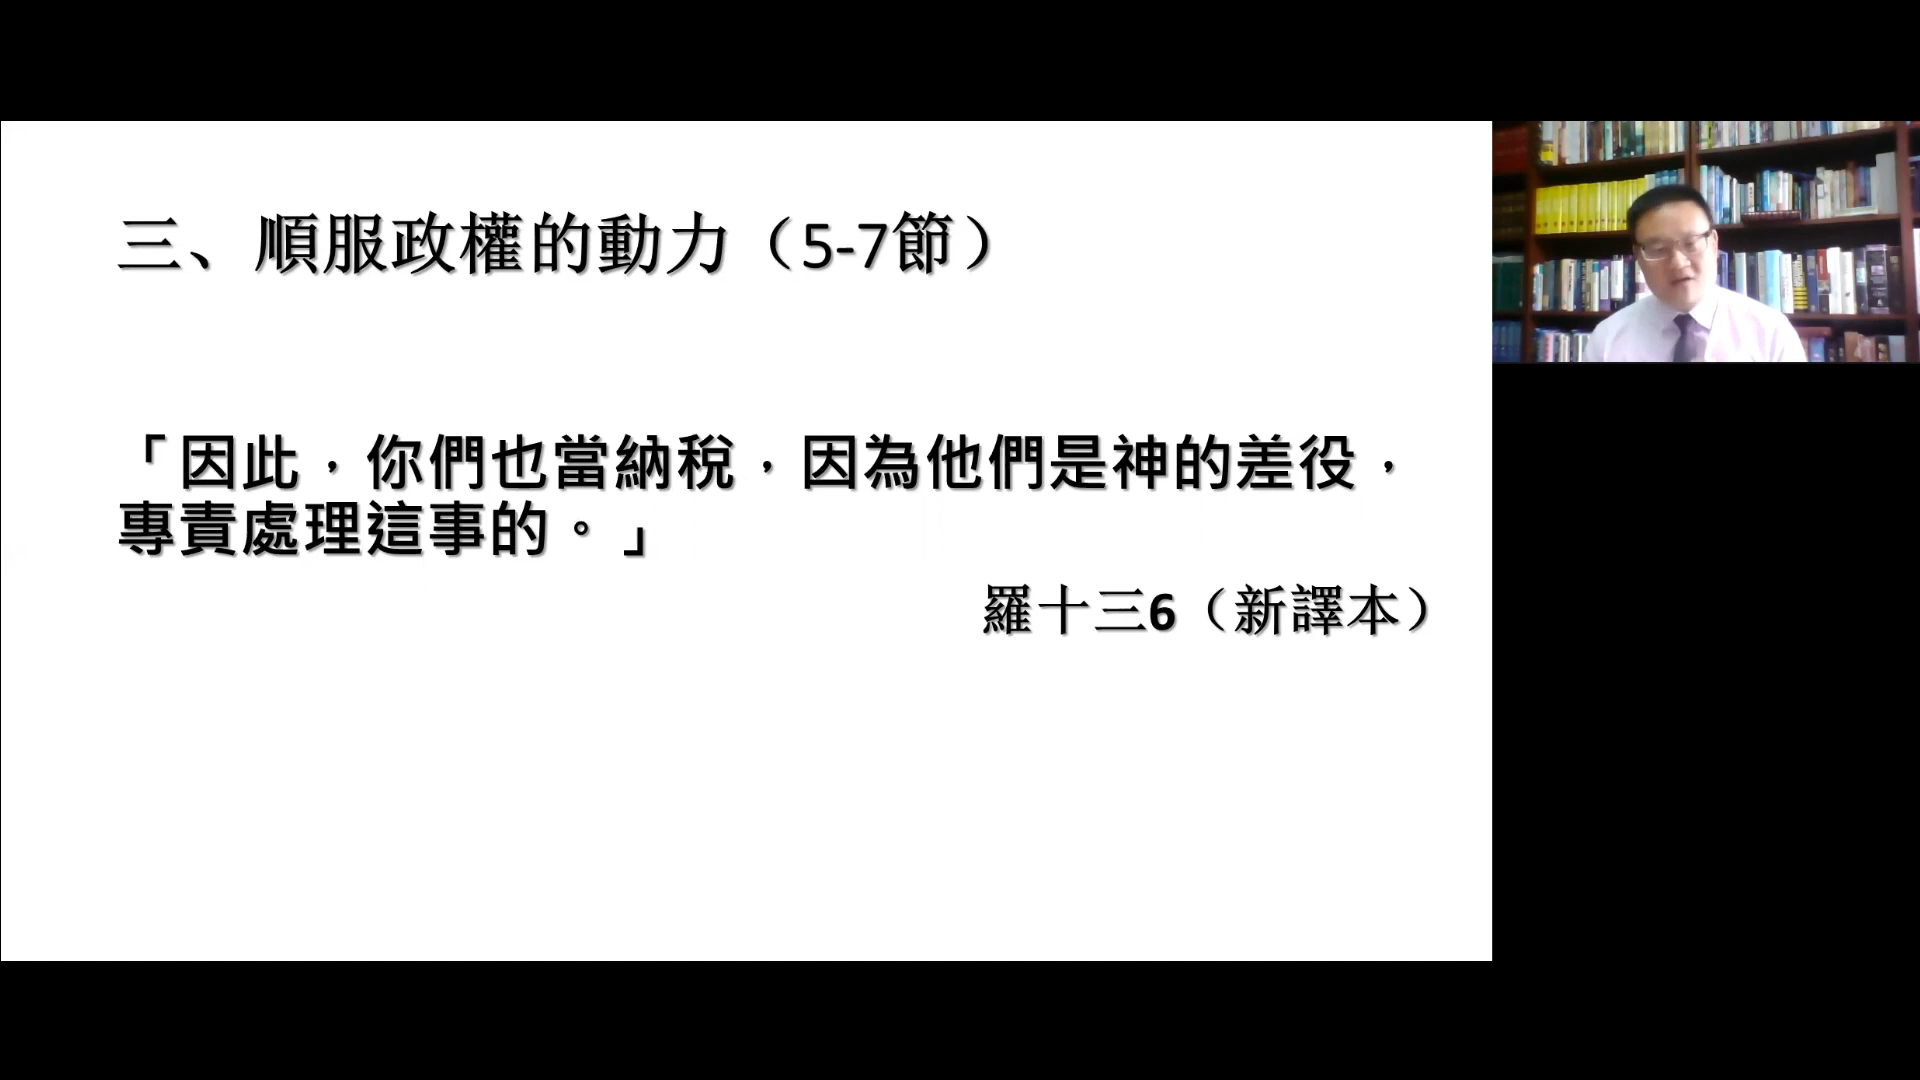 三、順服政權的動力（5-7節）
「因此，你們也當納稅，因為他們是神的差役，
專責處理這事的。」
羅十三6（新譯本）